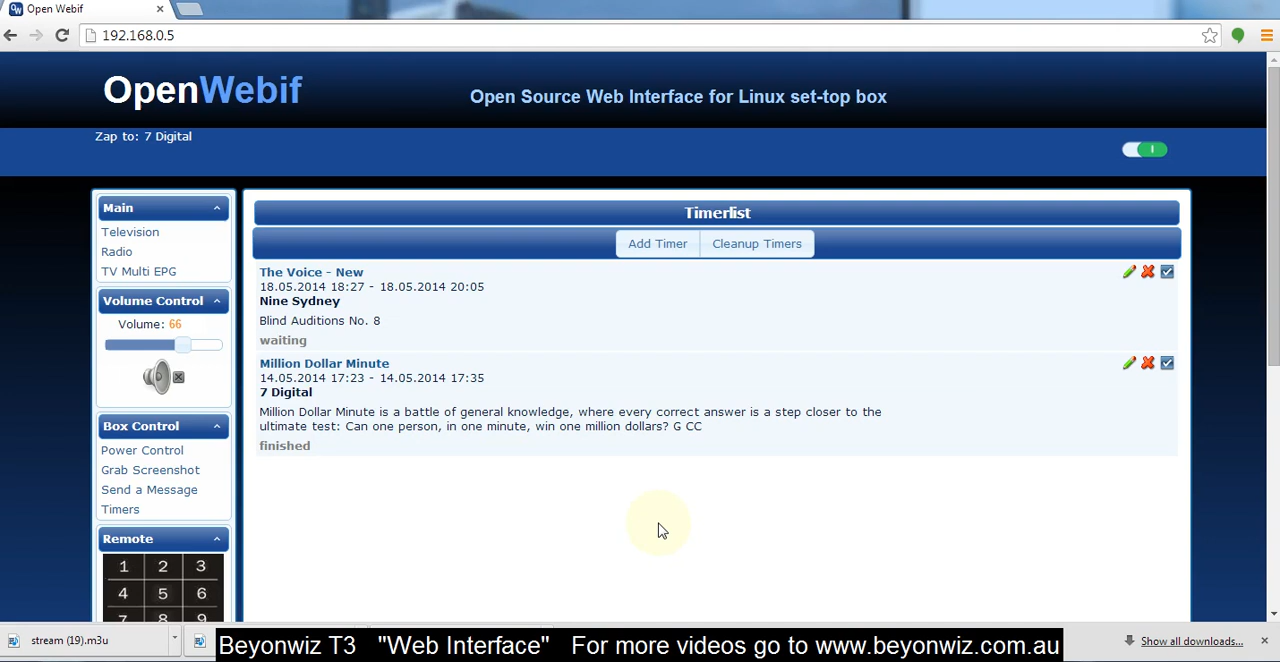 Open Webif
192.168.0.5
OpenWebif
Open Source Web Interface for Linux set-top box
Zap to: 7 Digital
Main
Television
Radio
TV Multi EPG
Volume Control
Volume: 66
Box Control
Power Control
Grab Screenshot
Send a Message
Timers
Remote
1 2 3
4 5 6
7 8 9
Timerlist
Add Timer Cleanup Timers
The Voice - New
18.05.2014 18:27 - 18.05.2014 20:05
Nine Sydney
Blind Auditions No. 8
waiting
Million Dollar Minute
14.05.2014 17:23 - 14.05.2014 17:35
7 Digital
Million Dollar Minute is a battle of general knowledge, where every correct answer is a step closer to the
ultimate test: Can one person, in one minute, win one million dollars? G CC
finished
stream (19).m3u
Beyonwiz T3 "Web Interface" For more videos go to www.beyonwiz.com.au
Show all downloads...